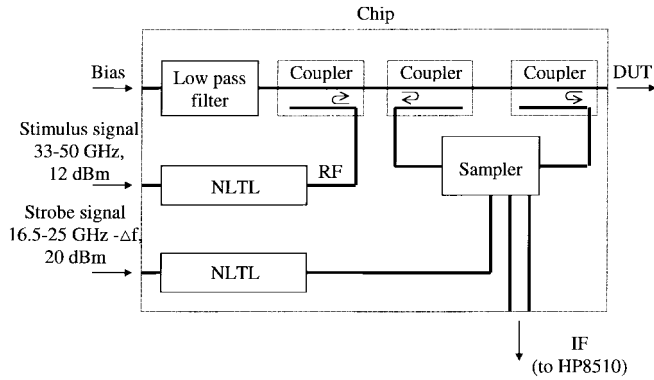 Chip
Bias
Low pass
filter
Coupler
Coupler
Coupler
DUT
Stimulus signal
33-50 GHz,
12 dBm
NLTL
RF
Sampler
Strobe signal
16.5-25 GHz -Δf,
20 dBm
NLTL
IF
(to HP8510)